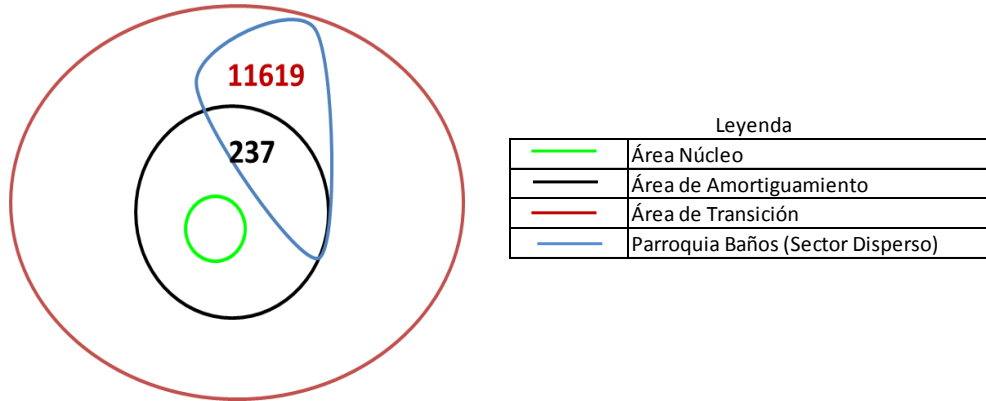 11619
237
Leyenda
Área Núcleo
Área de Amortiguamiento
Área de Transición
Parroquia Baños (Sector Disperso)